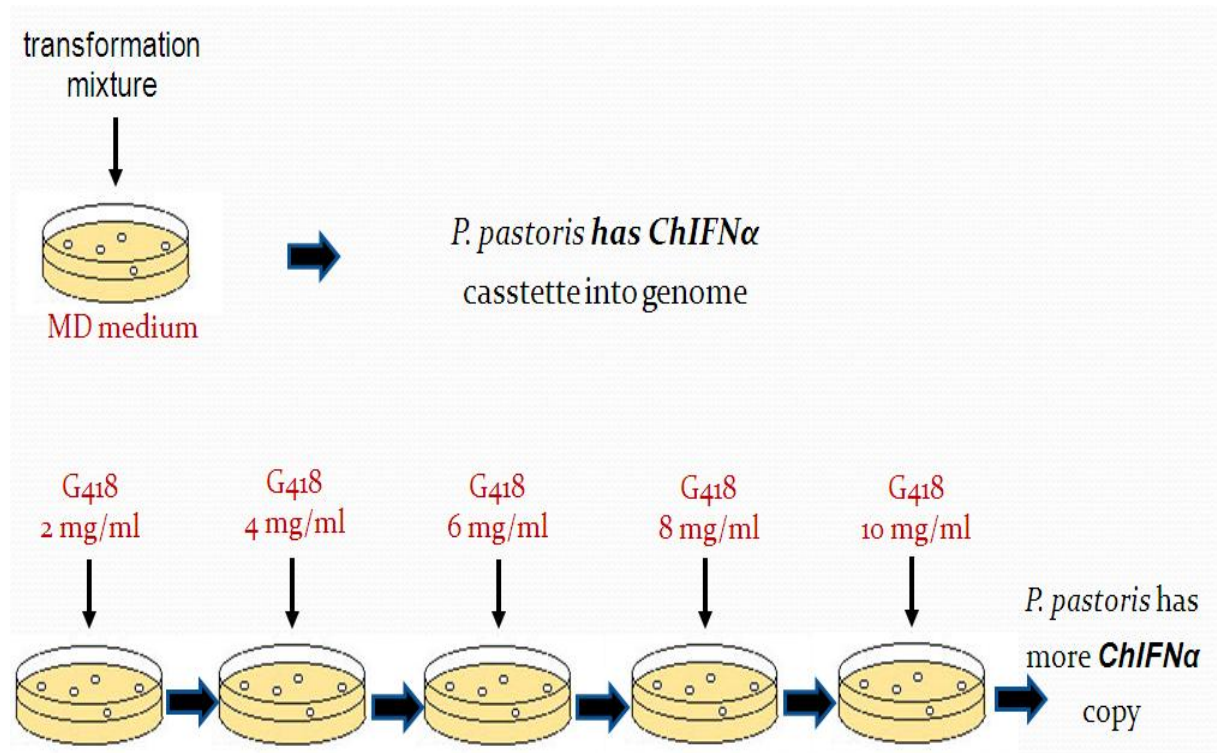 transformation
mixture
P. pastoris has ChIFNα
casstette into genome
MD medium
G418
2 mg/ml
G418
4 mg/ml
G418
6 mg/ml
G418
8 mg/ml
G418
10 mg/ml
P. pastoris has
more ChIFNα
copy